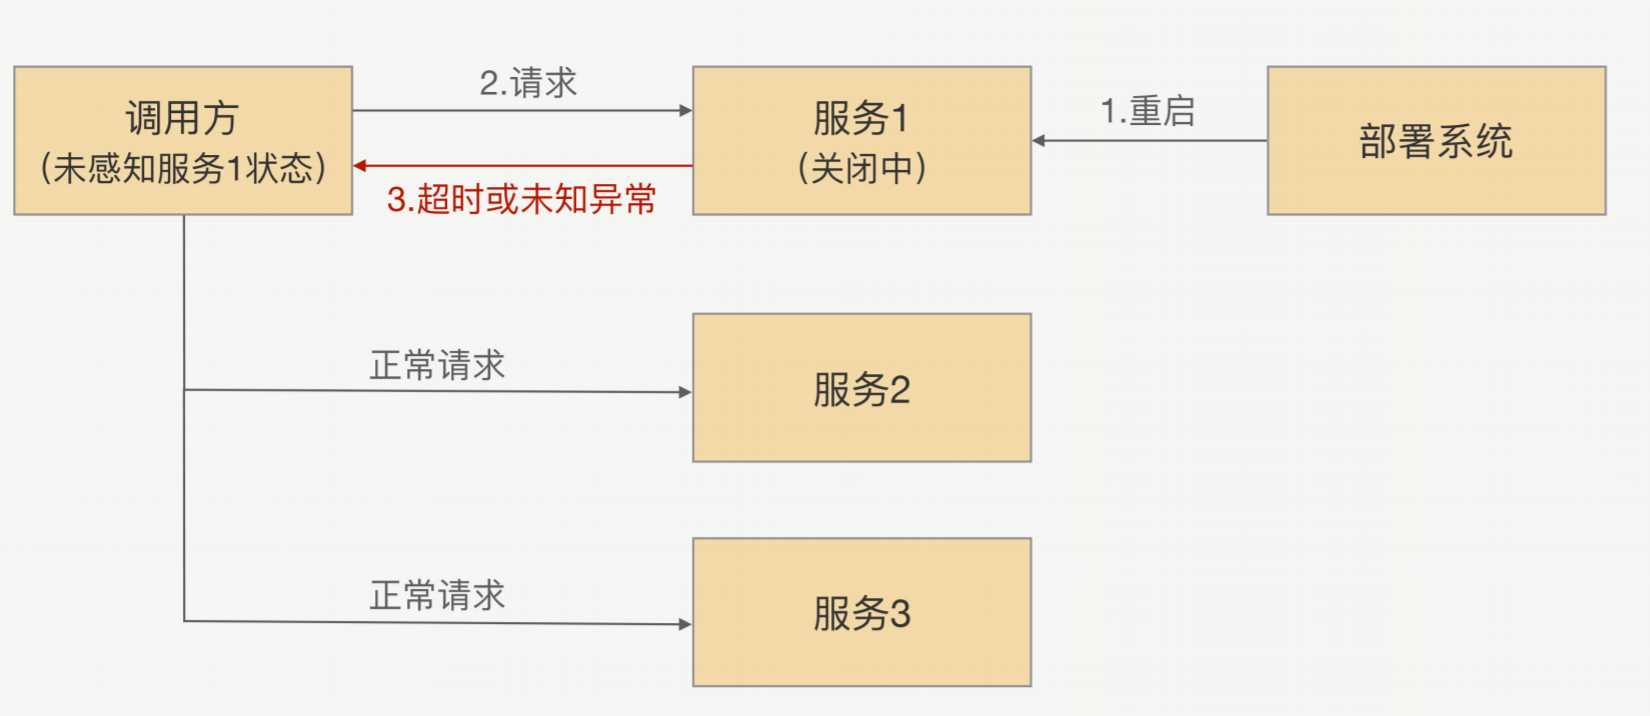 2.请求
调用方
（未感知服务1状态）
服务1
（关闭中）
1.重启
部署系统
3.超时或未知异常
正常请求
服务2
正常请求
服务3